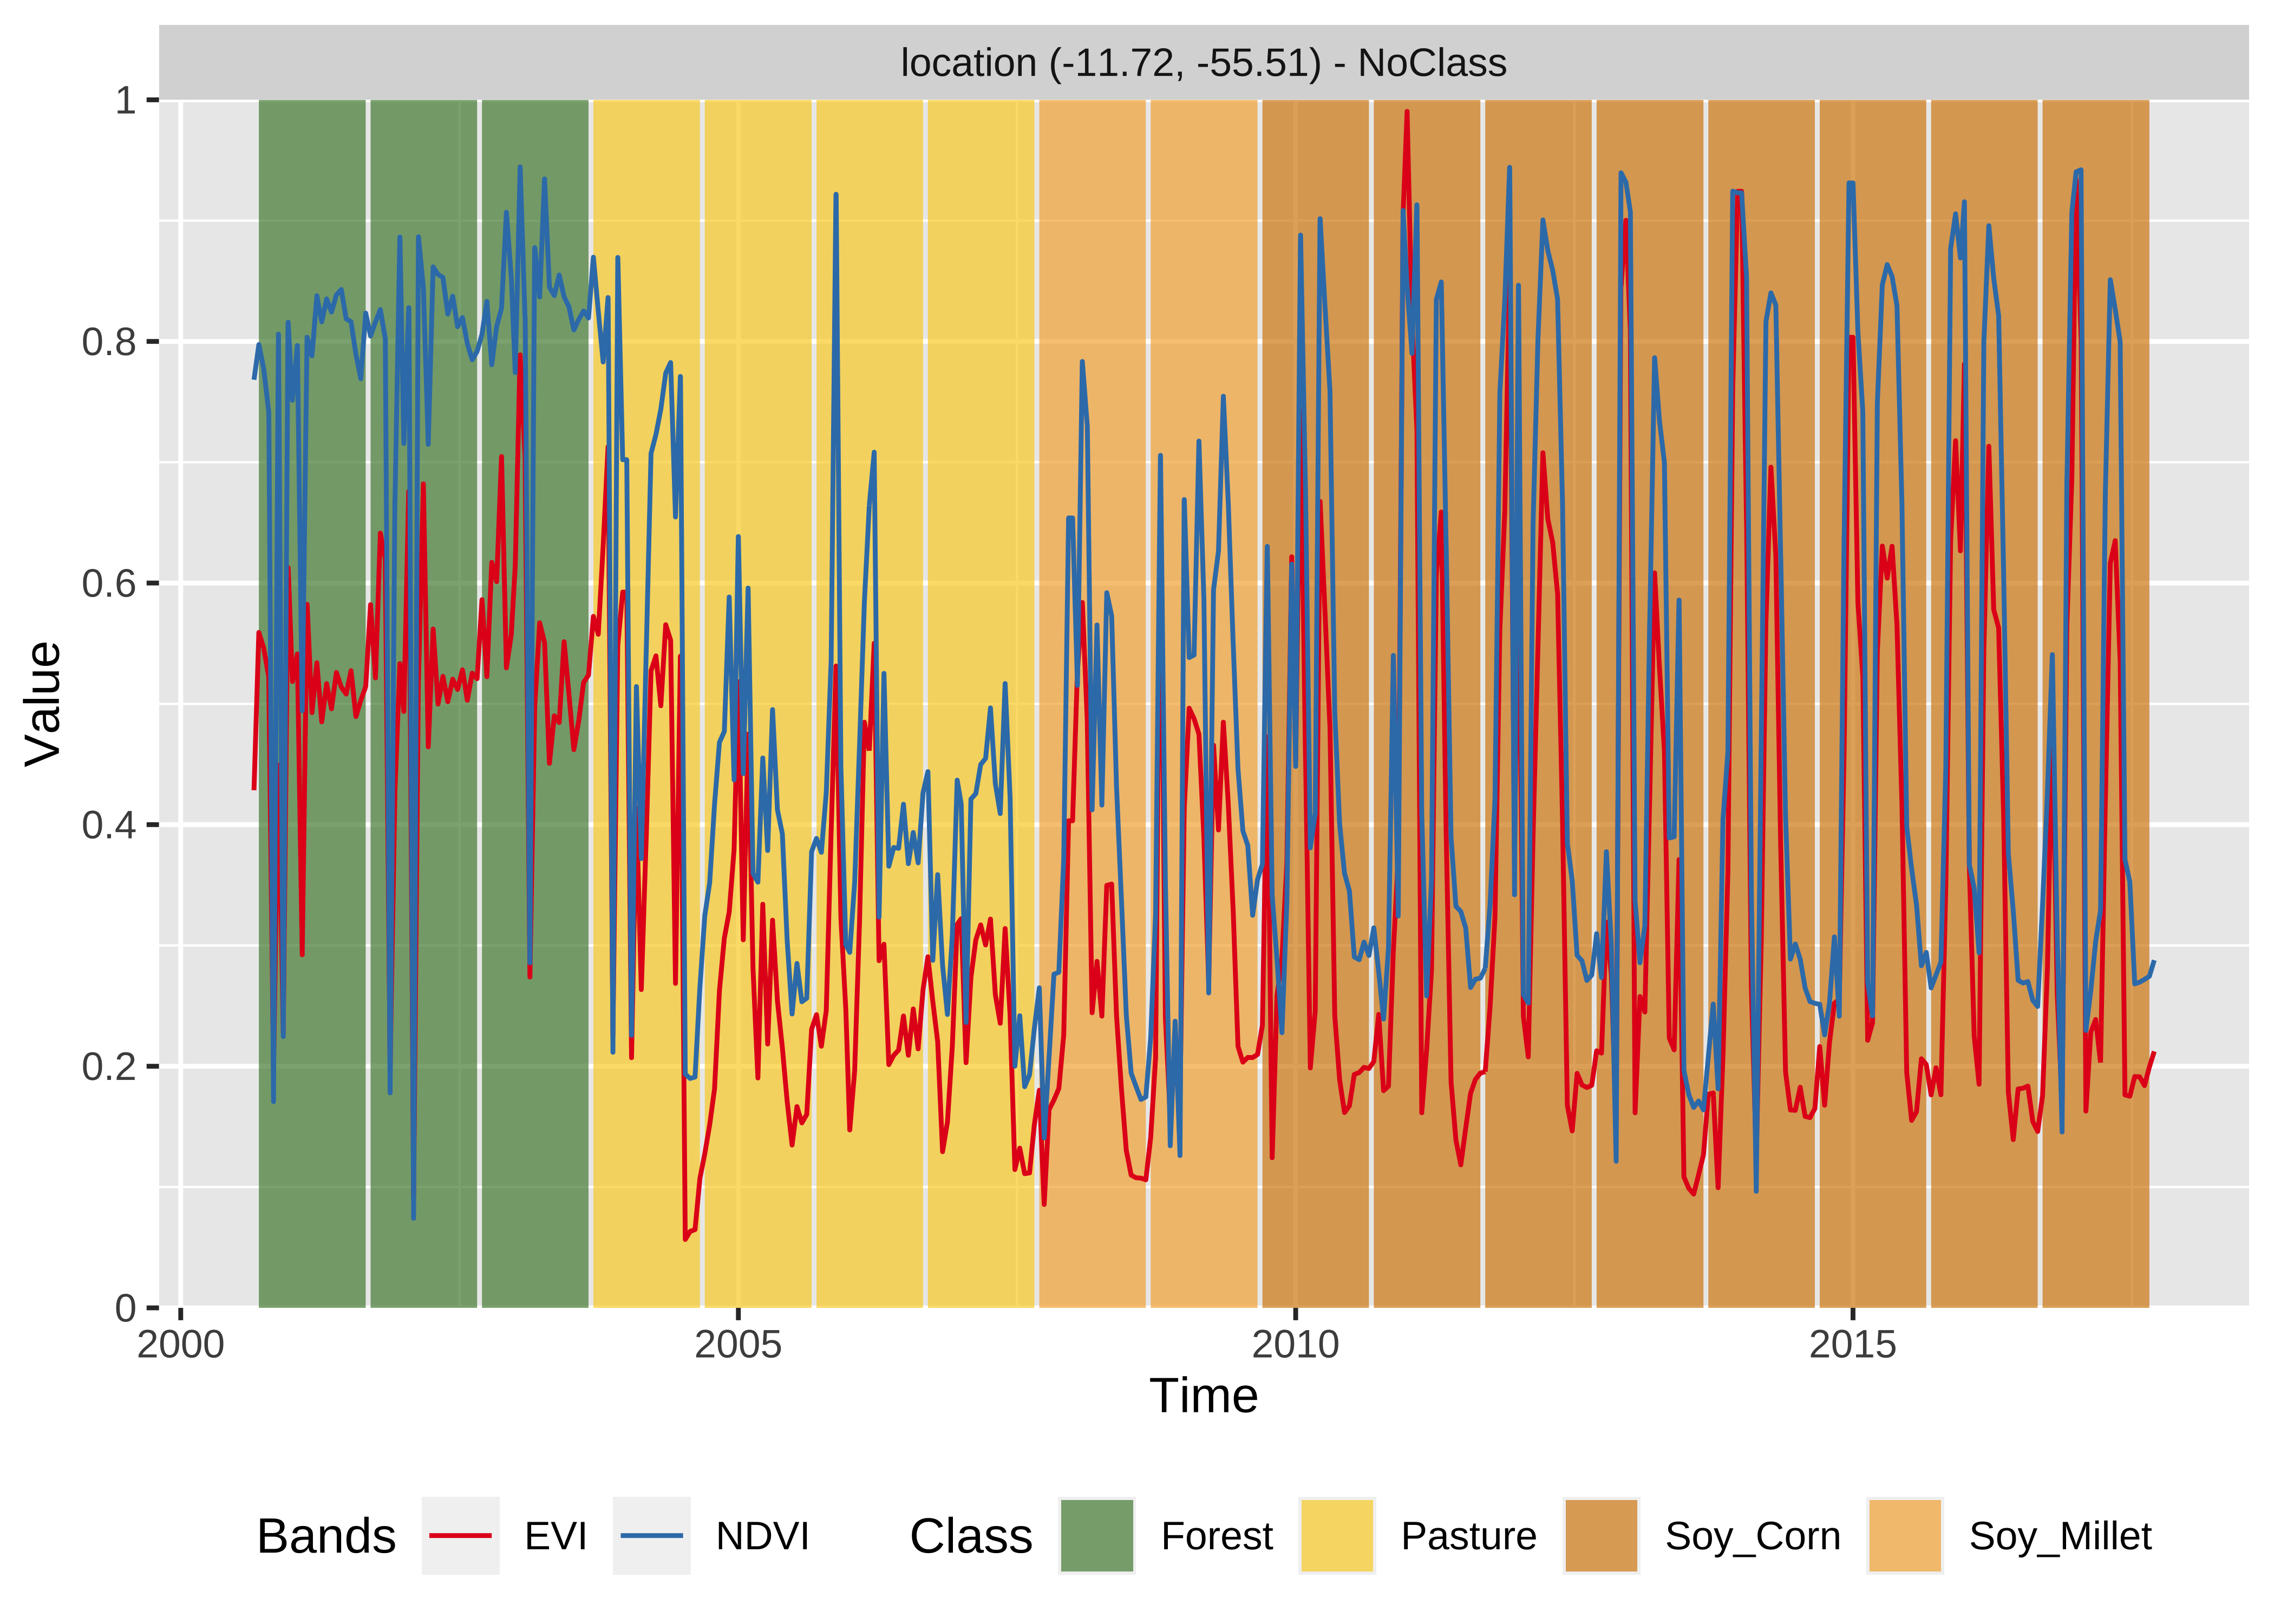 location (-11.72, -55.51) - NoClass
1
0.8
0.6
0.4
0.2
0
Value
2000 2005 2010 2015
Time
Bands EVI NDVI Class Forest Pasture Soy_Corn Soy_Millet